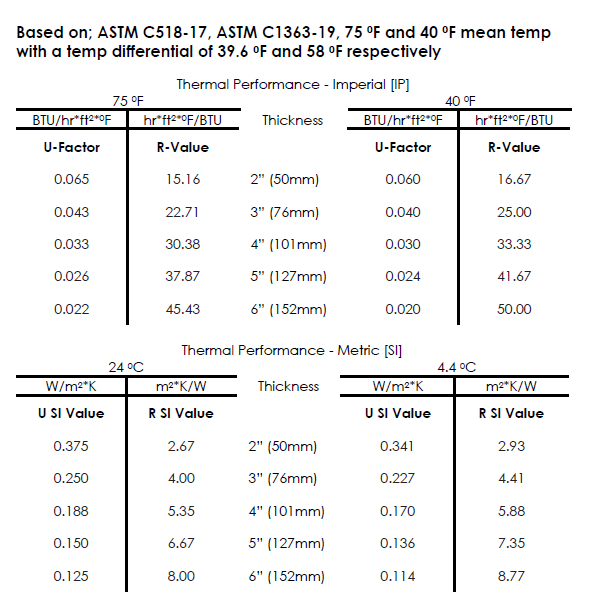 Based on; ASTM C518-17, ASTM C1363-19, 75 ⁰F and 40 ⁰F mean temp
with a temp differential of 39.6 ⁰F and 58 ⁰F respectively
Thermal Performance - Imperial [IP]
75 ⁰F 40 ⁰F
BTU/hr*ft²*⁰F hr*ft²*⁰F/BTU Thickness BTU/hr*ft²*⁰F hr*ft²*⁰F/BTU
U-Factor R-Value U-Factor R-Value
0.065 15.16 2” (50mm) 0.060 16.67
0.043 22.71 3” (76mm) 0.040 25.00
0.033 30.38 4” (101mm) 0.030 33.33
0.026 37.87 5” (127mm) 0.024 41.67
0.022 45.43 6” (152mm) 0.020 50.00
Thermal Performance - Metric [SI]
24 ⁰C 4.4 ⁰C
W/m²*K m²*K/W Thickness W/m²*K m²*K/W
U SI Value R SI Value U SI Value R SI Value
0.375 2.67 2” (50mm) 0.341 2.93
0.250 4.00 3” (76mm) 0.227 4.41
0.188 5.35 4” (101mm) 0.170 5.88
0.150 6.67 5” (127mm) 0.136 7.35
0.125 8.00 6” (152mm) 0.114 8.77